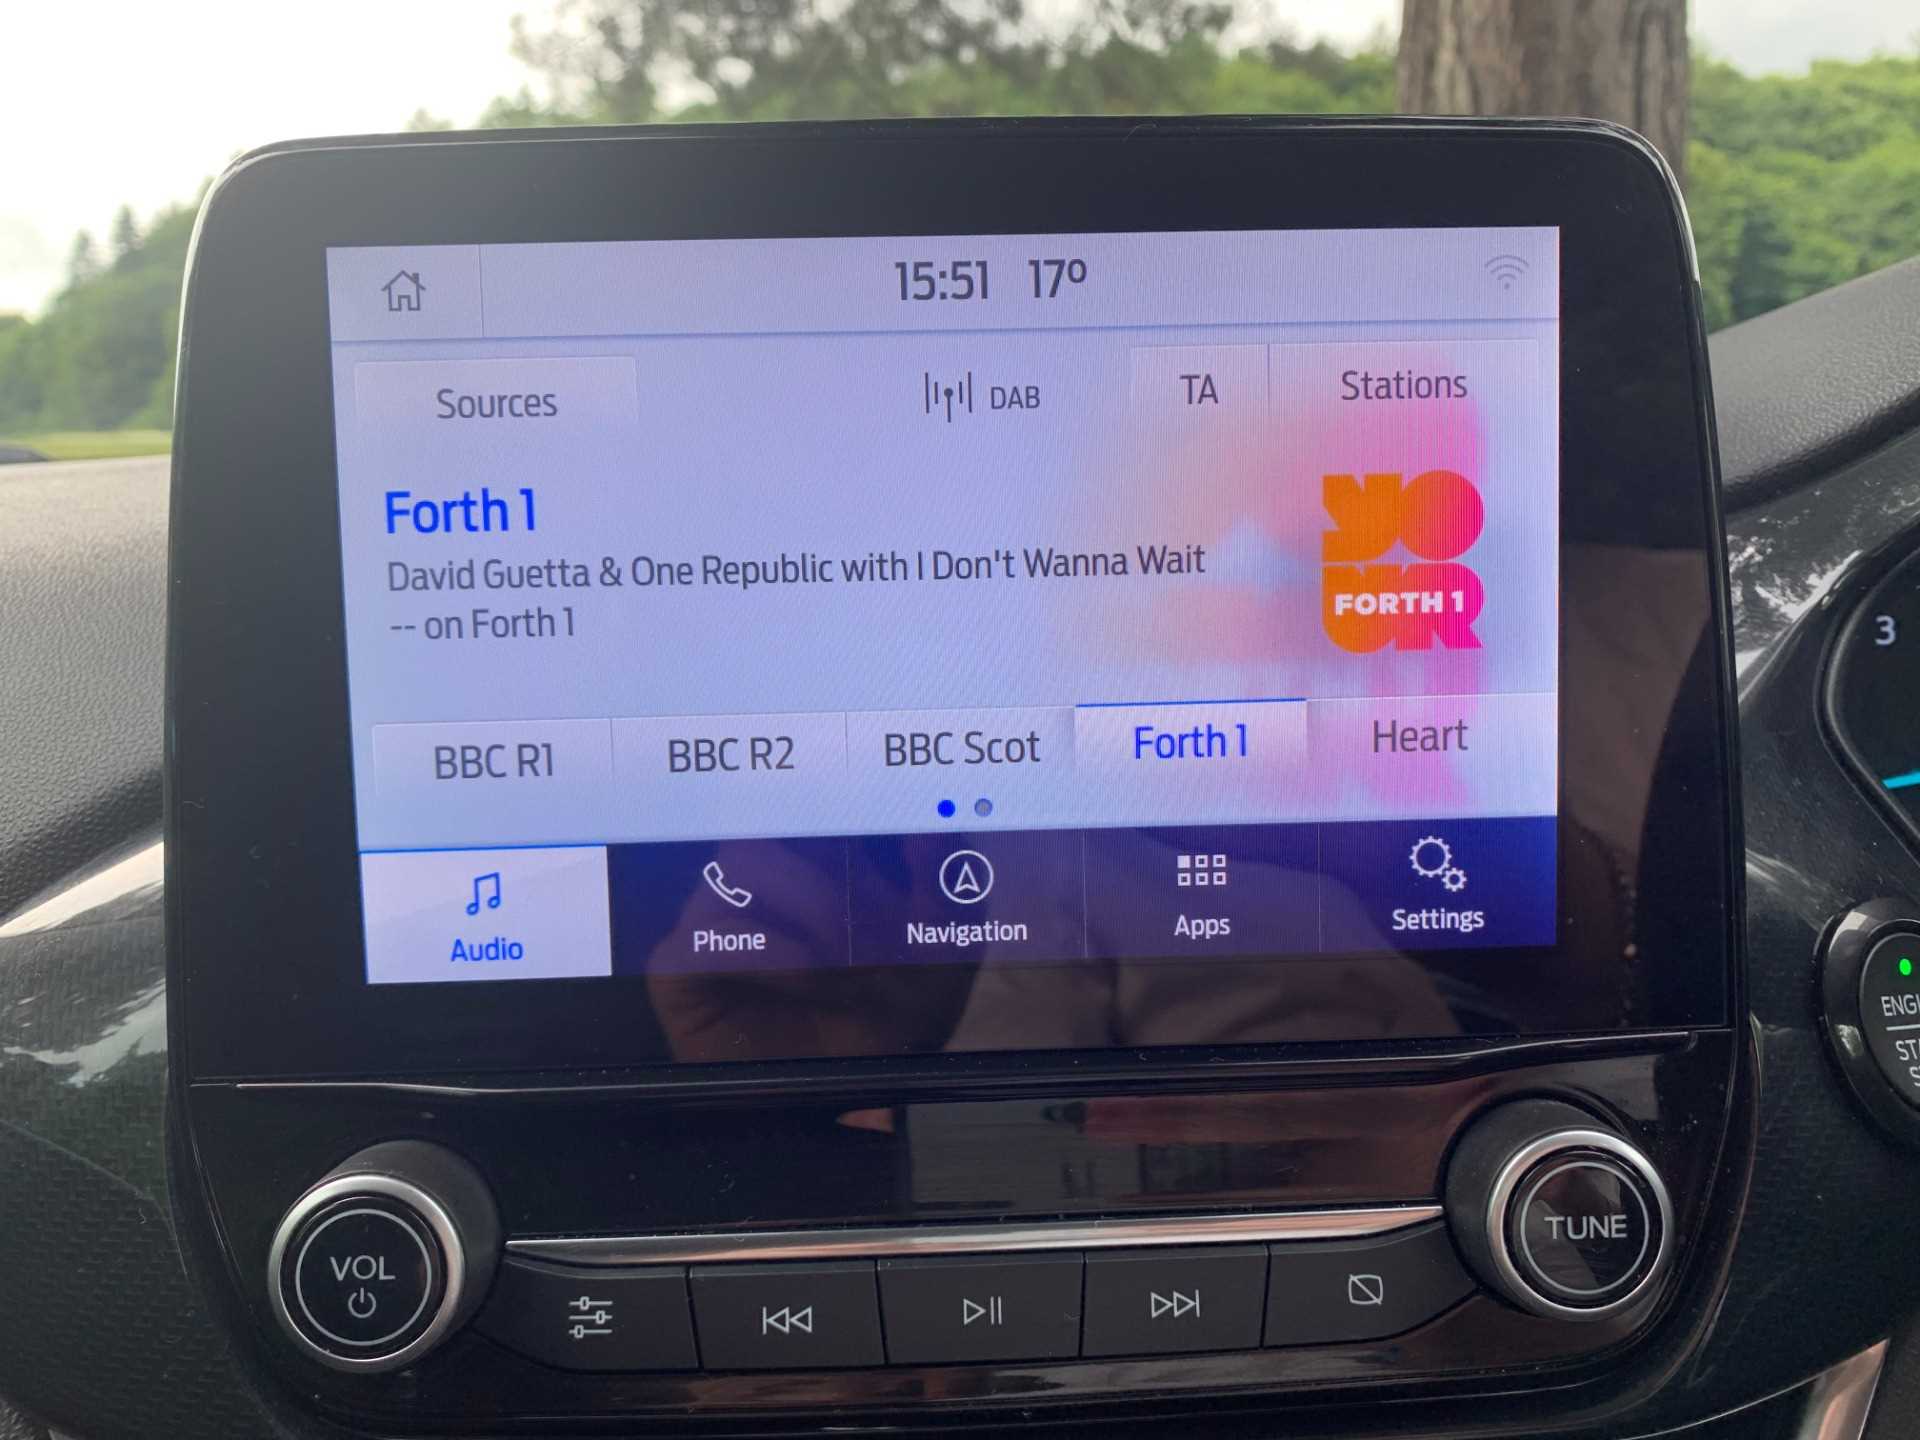 15:51 17º
Sources
DAB
TA
Stations
Forth 1
David Guetta & One Republic with I Don't Wanna Wait
-- on Forth 1
YO
UR
FORTH 1
BBC R1
BBC R2
BBC Scot
Forth 1
Heart
Audio
Phone
Navigation
Apps
Settings
VOL
TUNE
3